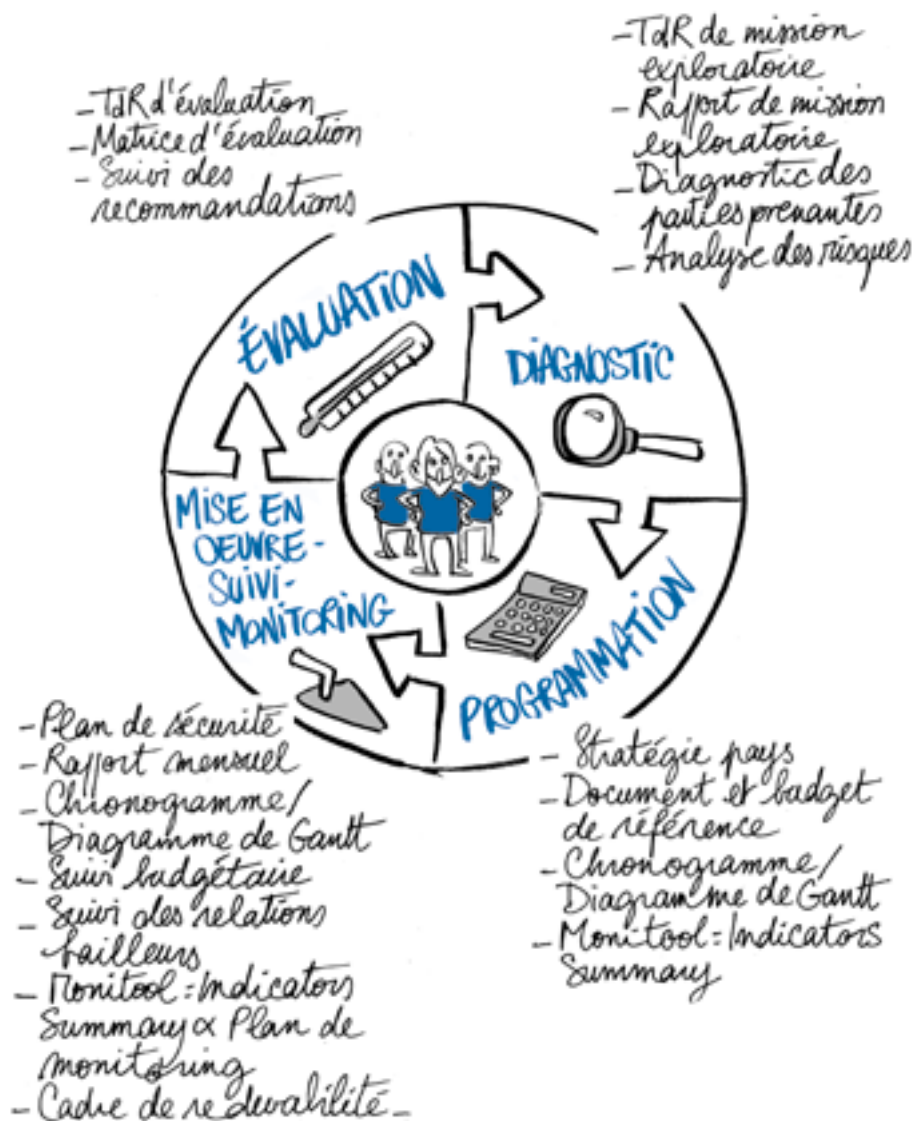 -TdR d'évaluation
-Matrice d'évaluation
- Suivi des
recommandations
-TdR de mission
exploratoire
-Rapport de mission
exploratoire
- Diagnostic des
parties prenantes
- Analyse des risques
ÉVALUATION
DIAGNOSTIC
MISE EN
OEUVRE-
SUIVI-
MONITORING
PROGRAMMATION
-Plan de sécurité
-Rapport mensuel
-Chronogramme/
Diagramme de Gantt
- Suivi budgétaire
- Suivi des relations
bailleurs
- Monitool=Indicators
Summary & Plan de
monitoring
- Cadre de redevabilité-
- Stratégie pays
-Document et budget
de référence
-Chronogramme/
Diagramme de Gantt
- Monitool=Indicators
Summary